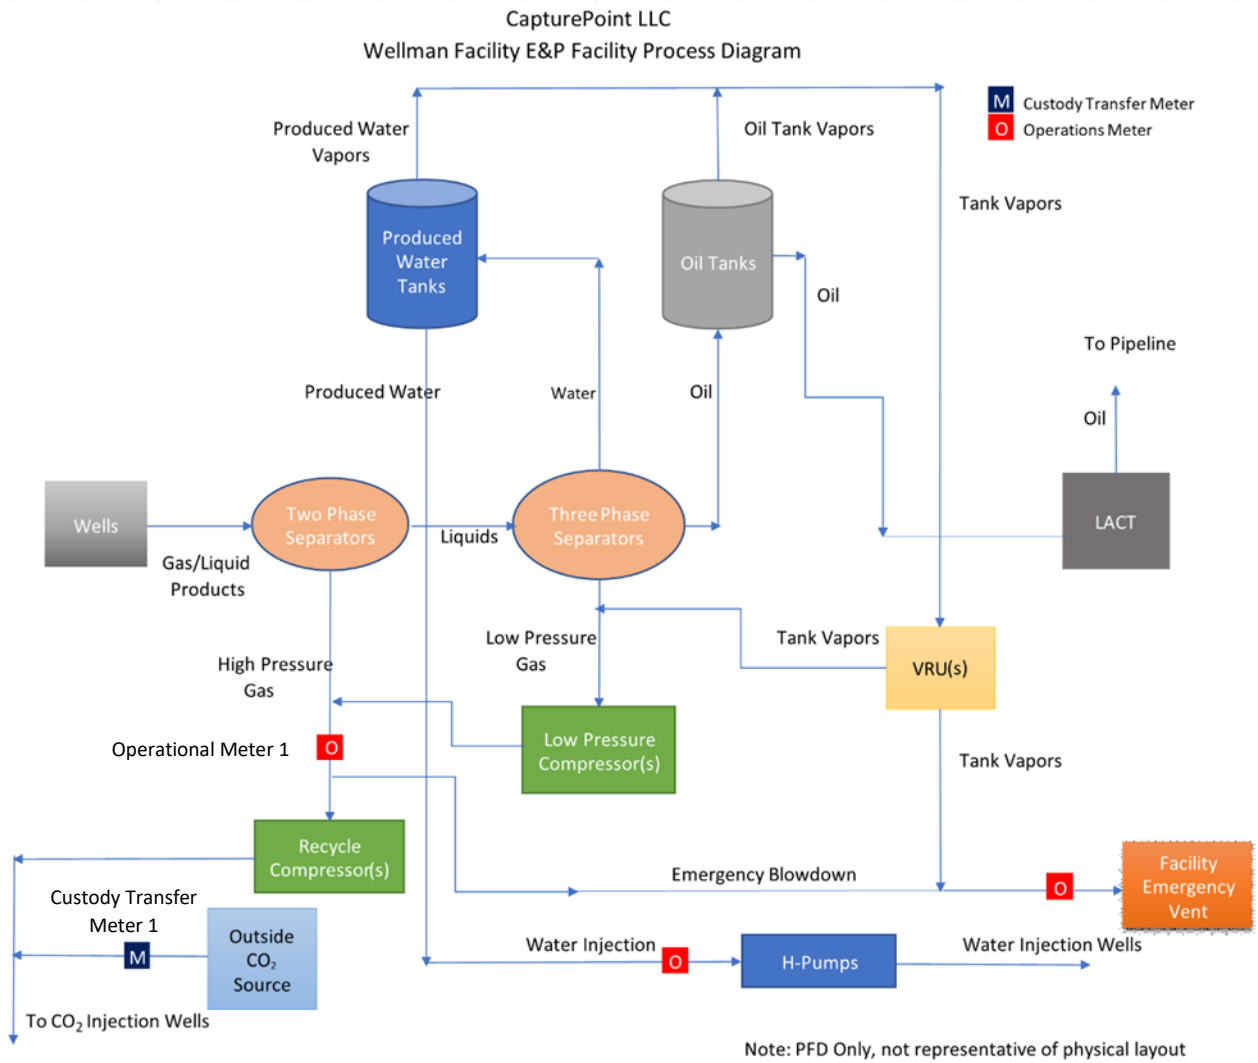 CapturePoint LLC
Wellman Facility E&P Facility Process Diagram
M Custody Transfer Meter
O Operations Meter
Produced Water
Vapors
Oil Tank Vapors
Tank Vapors
Produced
Water
Tanks
Oil Tanks
Oil
To Pipeline
Produced Water
Water
Oil
Oil
Wells
Two Phase
Separators
Liquids
Three Phase
Separators
LACT
Gas/Liquid
Products
Low Pressure
Gas
Tank Vapors
VRU(s)
High Pressure
Gas
Operational Meter 1
O
Low Pressure
Compressor(s)
Tank Vapors
Recycle
Compressor(s)
Emergency Blowdown
O
Facility
Emergency
Vent
Custody Transfer
Meter 1
M
Outside
CO₂
Source
Water Injection
O
H-Pumps
Water Injection Wells
To CO₂ Injection Wells
Note: PFD Only, not representative of physical layout